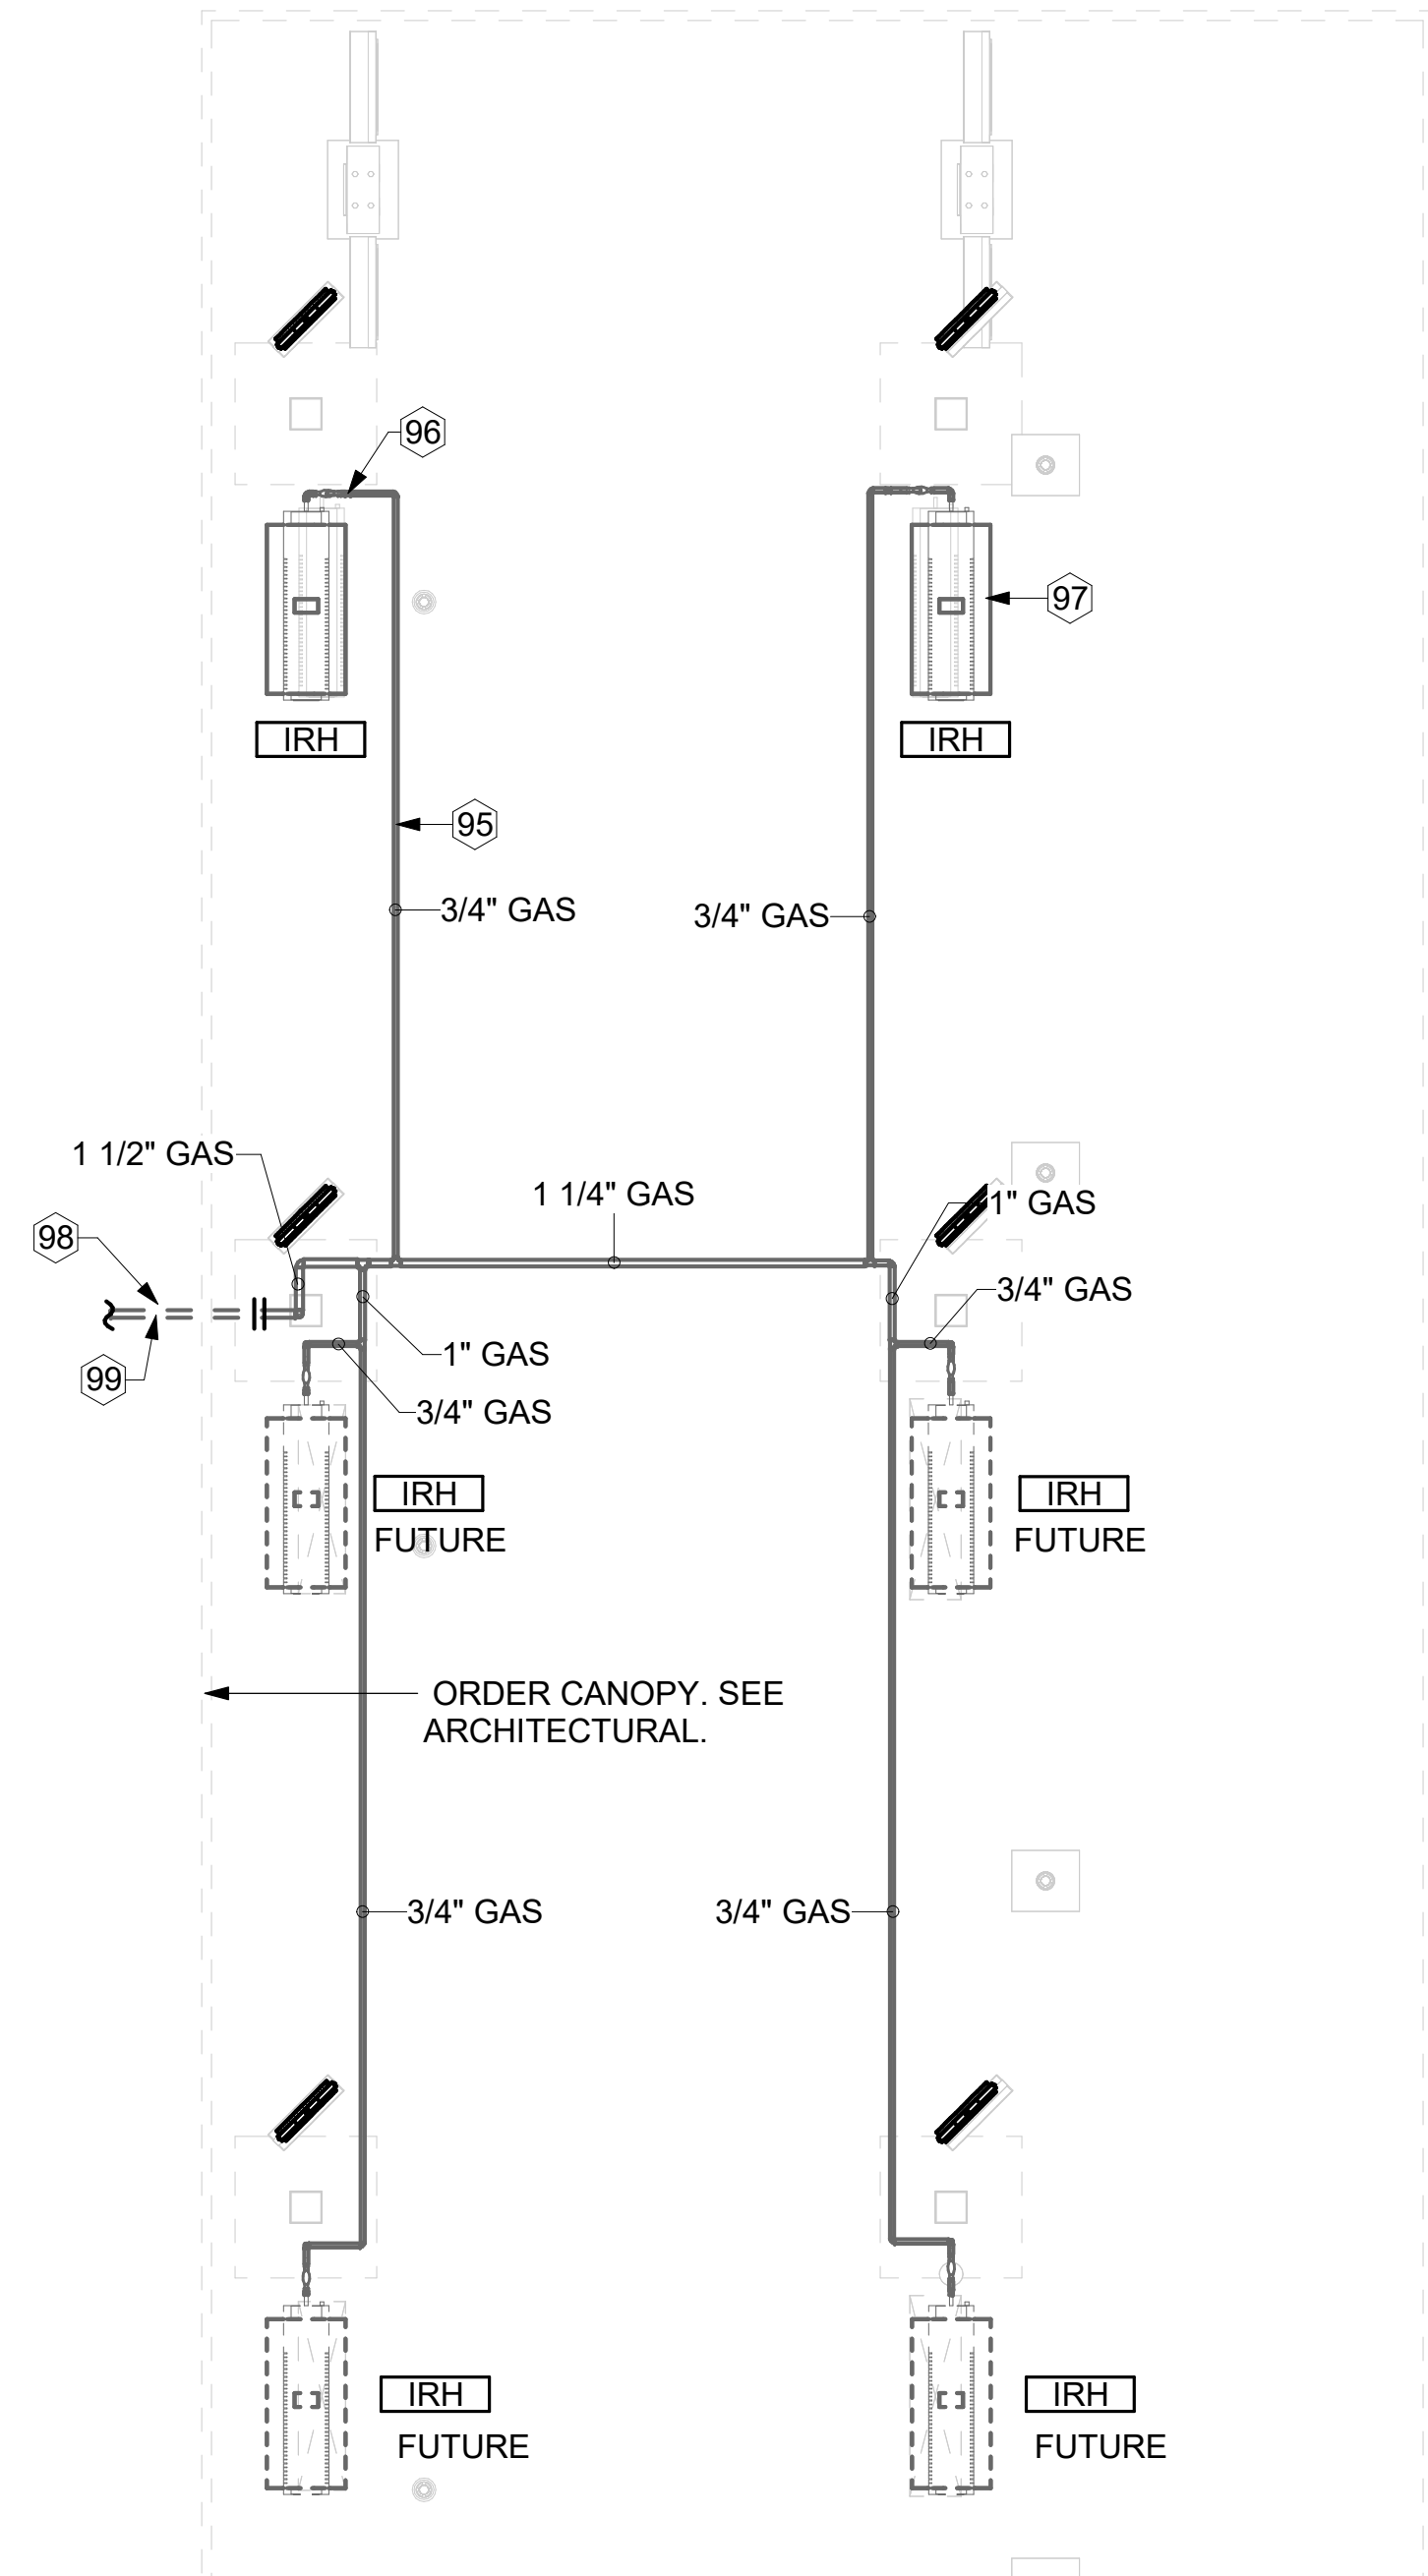 96
97
IRH
IRH
95
3/4" GAS
3/4" GAS
1 1/2" GAS
1 1/4" GAS
1" GAS
98
3/4" GAS
1" GAS
99
3/4" GAS
IRH
FUTURE
IRH
FUTURE
ORDER CANOPY. SEE
ARCHITECTURAL.
3/4" GAS
3/4" GAS
IRH
FUTURE
IRH
FUTURE